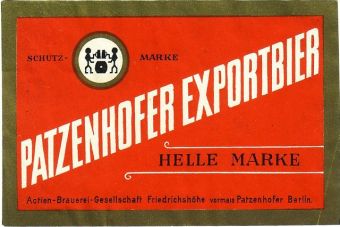 SCHUTZ- MARKE
PATZENHOFER EXPORTBIER
HELLE MARKE
Actien-Brauerei-Gesellschaft Friedrichshöhe vormals Patzenhofer Berlin.